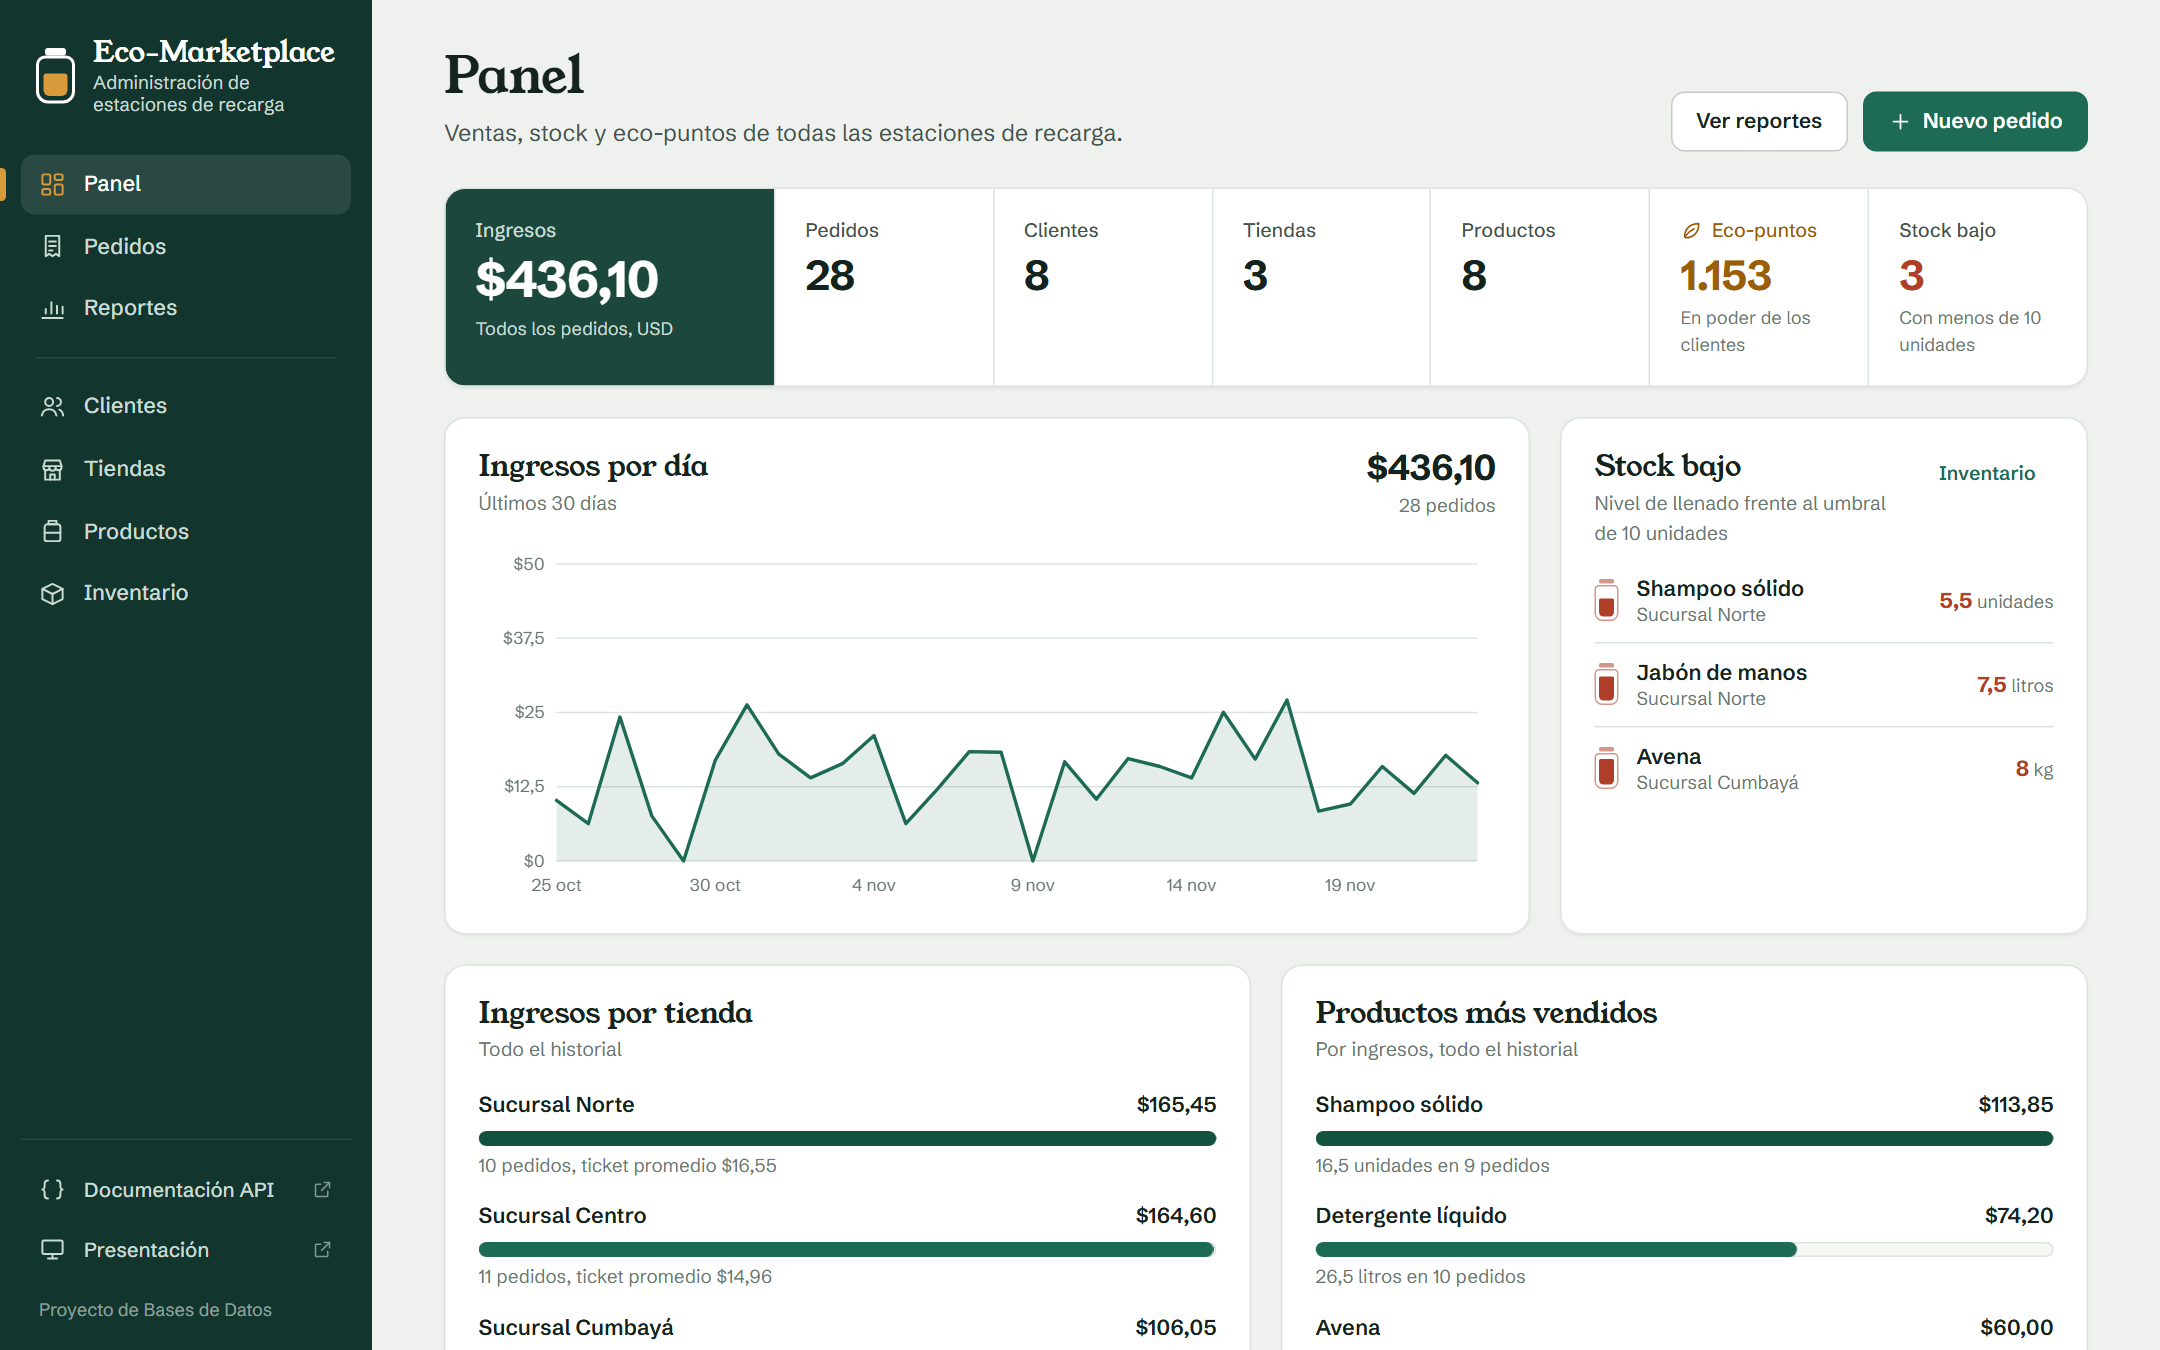 Eco-Marketplace
Administración de
estaciones de recarga
Panel
Pedidos
Reportes
Clientes
Tiendas
Productos
Inventario
Documentación API
Presentación
Proyecto de Bases de Datos
Panel
Ventas, stock y eco-puntos de todas las estaciones de recarga.
Ver reportes
+ Nuevo pedido
Ingresos
$436,10
Todos los pedidos, USD
Pedidos
28
Clientes
8
Tiendas
3
Productos
8
Eco-puntos
1.153
En poder de los
clientes
Stock bajo
3
Con menos de 10
unidades
Ingresos por día
Últimos 30 días
$436,10
28 pedidos
$50
$37,5
$25
$12,5
$0
25 oct
30 oct
4 nov
9 nov
14 nov
19 nov
Stock bajo
Inventario
Nivel de llenado frente al umbral
de 10 unidades
Shampoo sólido
Sucursal Norte
5,5 unidades
Jabón de manos
Sucursal Norte
7,5 litros
Avena
Sucursal Cumbayá
8 kg
Ingresos por tienda
Todo el historial
Sucursal Norte $165,45
10 pedidos, ticket promedio $16,55
Sucursal Centro $164,60
11 pedidos, ticket promedio $14,96
Sucursal Cumbayá $106,05
Productos más vendidos
Por ingresos, todo el historial
Shampoo sólido $113,85
16,5 unidades en 9 pedidos
Detergente líquido $74,20
26,5 litros en 10 pedidos
Avena $60,00